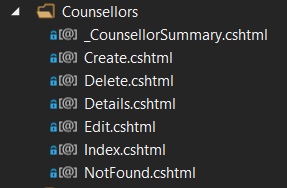 Counsellors
[@] _CounsellorSummary.cshtml
[@] Create.cshtml
[@] Delete.cshtml
[@] Details.cshtml
[@] Edit.cshtml
[@] Index.cshtml
[@] NotFound.cshtml